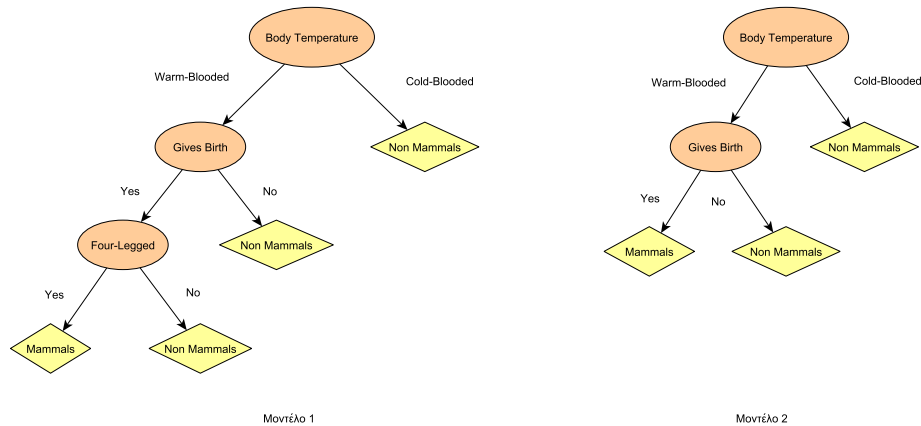 Body Temperature
Warm-Blooded
Cold-Blooded
Gives Birth
Non Mammals
Yes
No
Four-Legged
Non Mammals
Yes
No
Mammals
Non Mammals
Μοντέλο 1
Body Temperature
Warm-Blooded
Cold-Blooded
Gives Birth
Non Mammals
Yes
No
Mammals
Non Mammals
Μοντέλο 2